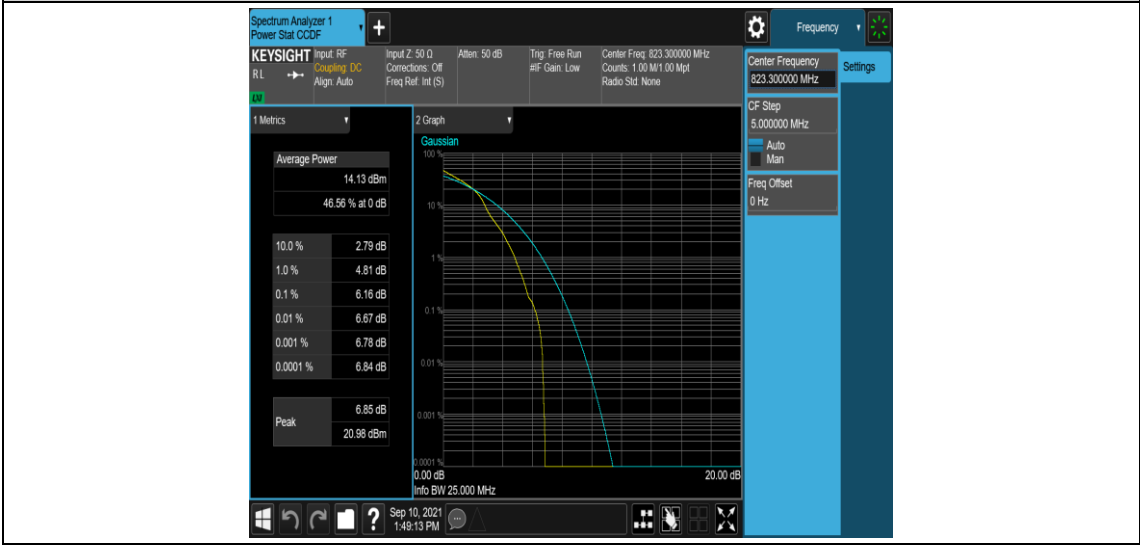 Spectrum Analyzer 1
Power Stat CCDF
+
Frequency
KEYSIGHT
RL
LM
Input: RF
Coupling: DC
Align: Auto
Input Z: 50 Ω
Corrections: Off
Freq Ref: Int (S)
Atten: 50 dB
Trig: Free Run
#IF Gain: Low
Center Freq: 823.300000 MHz
Counts: 1.00 M/1.00 Mpt
Radio Std: None
Center Frequency
823.300000 MHz
Settings
CF Step
5.000000 MHz
Auto
Man
Freq Offset
0 Hz
1 Metrics
Average Power
14.13 dBm
46.56 % at 0 dB
10.0 % 2.79 dB
1.0 % 4.81 dB
0.1 % 6.16 dB
0.01 % 6.67 dB
0.001 % 6.78 dB
0.0001 % 6.84 dB
Peak
6.85 dB
20.98 dBm
2 Graph
Gaussian
100 %
10 %
1 %
0.1 %
0.01 %
0.001 %
0.0001 %
0.00 dB 20.00 dB
Info BW 25.000 MHz
?
Sep 10, 2021
1:49:13 PM